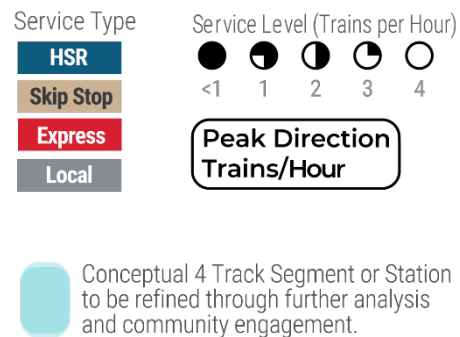 Service Type
HSR
Skip Stop
Express
Local
Service Level (Trains per Hour)
<1 1 2 3 4
Peak Direction
Trains/Hour
Conceptual 4 Track Segment or Station
to be refined through further analysis
and community engagement.